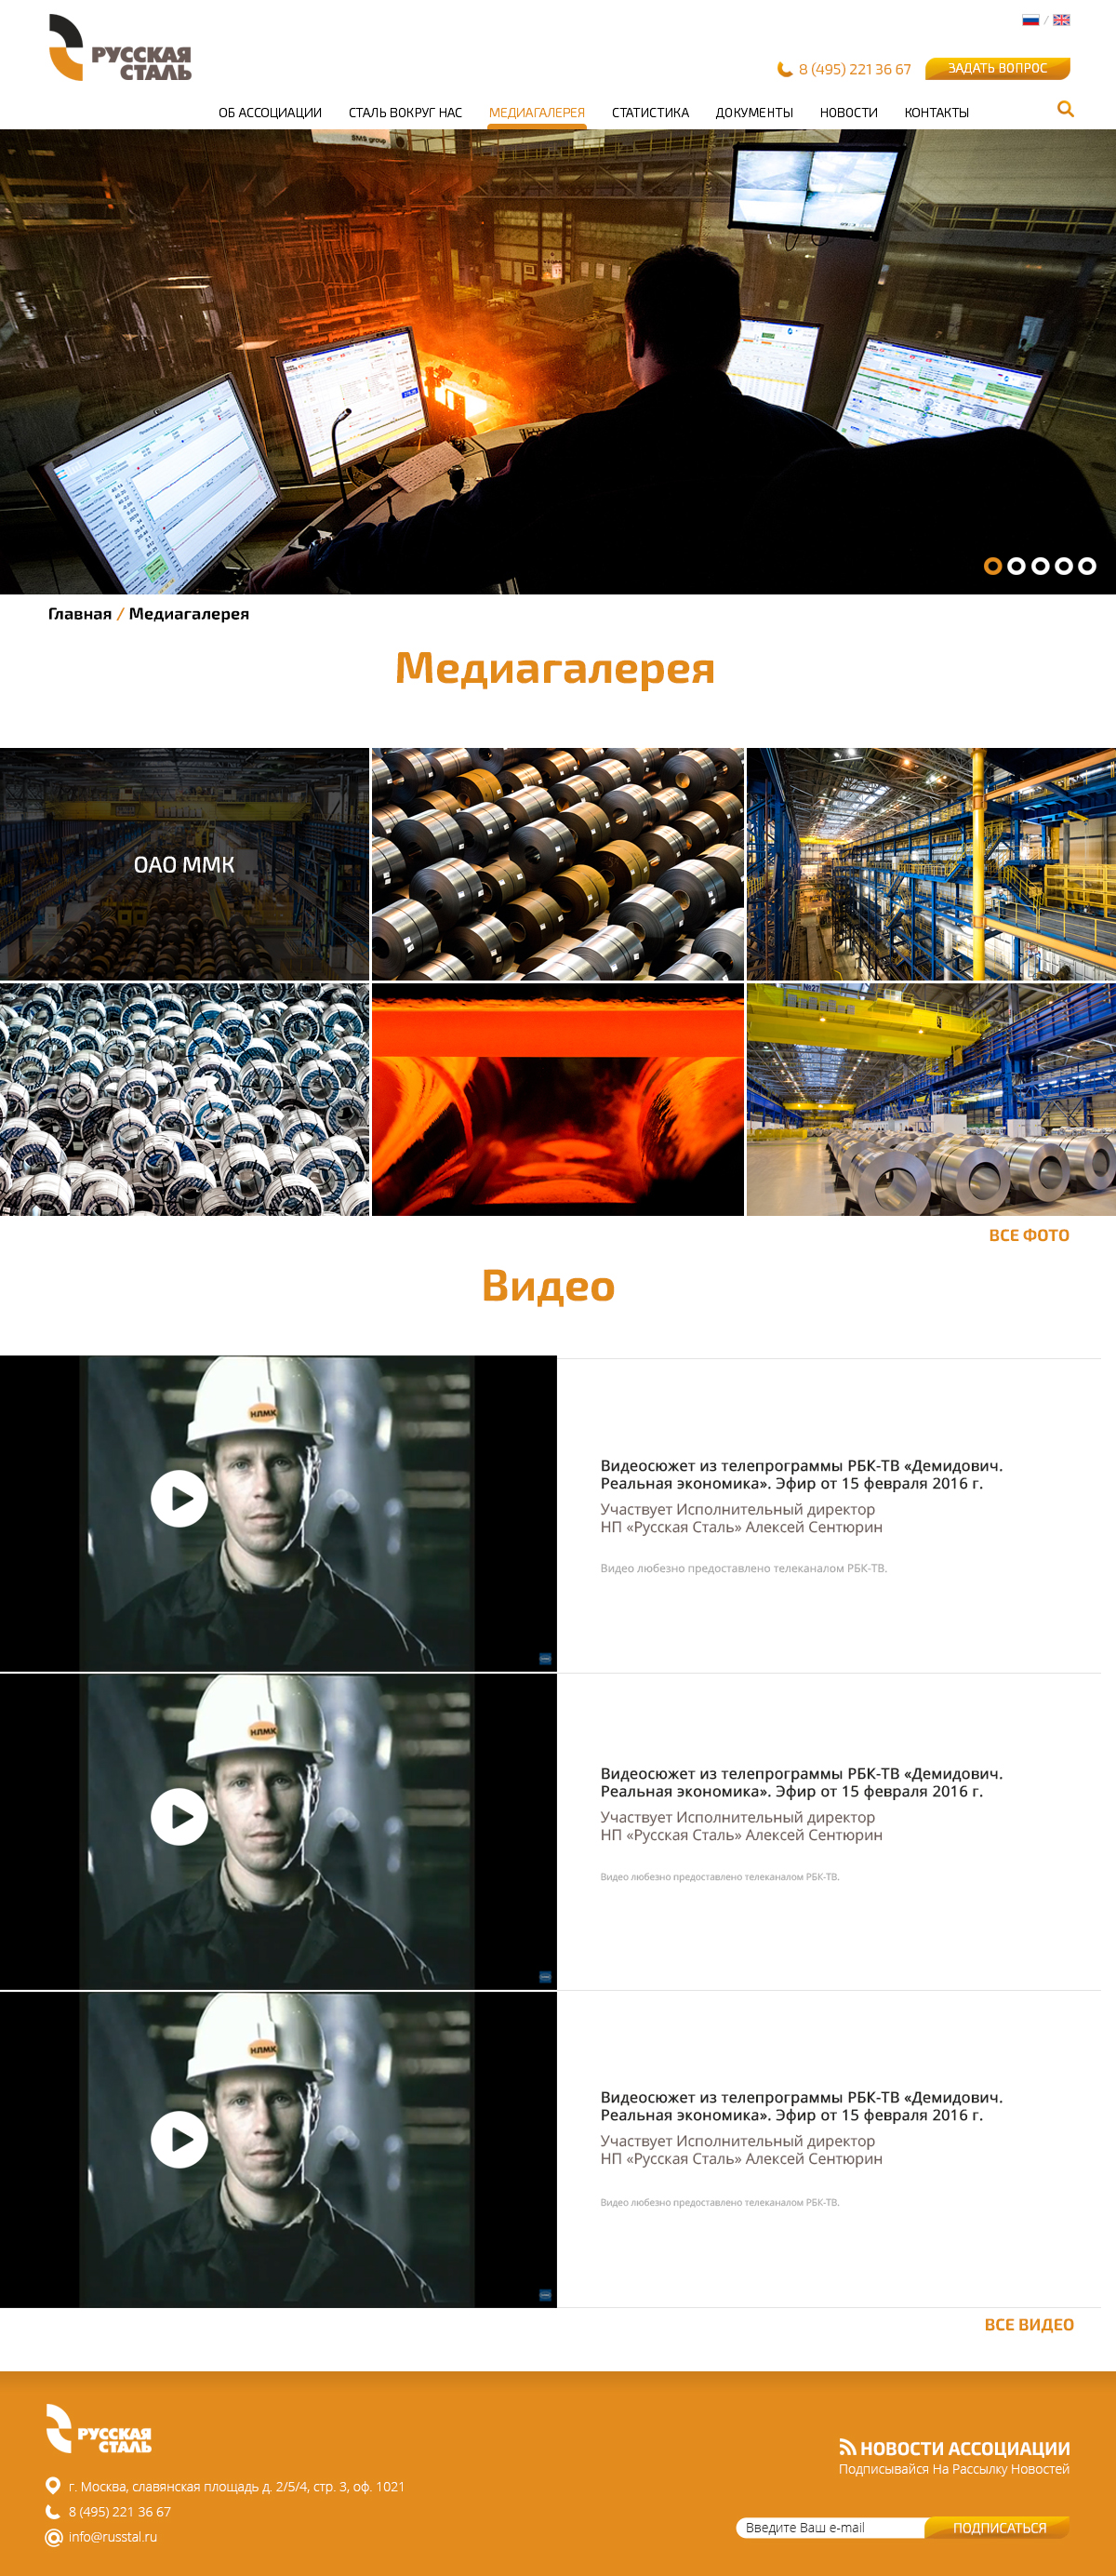 РУССКАЯ
СТАЛЬ
/
8 (495) 221 36 67
ЗАДАТЬ ВОПРОС
ОБ АССОЦИАЦИИ СТАЛЬ ВОКРУГ НАС МЕДИАГАЛЕРЕЯ СТАТИСТИКА ДОКУМЕНТЫ НОВОСТИ КОНТАКТЫ
SMS group
Главная / Медиагалерея
Медиагалерея
ОАО ММК
№27
ВСЕ ФОТО
Видео
НЛМК
Видеосюжет из телепрограммы РБК-ТВ «Демидович.
Реальная экономика». Эфир от 15 февраля 2016 г.
Участвует Исполнительный директор
НП «Русская Сталь» Алексей Сентюрин
Видео любезно предоставлено телеканалом РБК-ТВ.
НЛМК
Видеосюжет из телепрограммы РБК-ТВ «Демидович.
Реальная экономика». Эфир от 15 февраля 2016 г.
Участвует Исполнительный директор
НП «Русская Сталь» Алексей Сентюрин
Видео любезно предоставлено телеканалом РБК-ТВ.
НЛМК
Видеосюжет из телепрограммы РБК-ТВ «Демидович.
Реальная экономика». Эфир от 15 февраля 2016 г.
Участвует Исполнительный директор
НП «Русская Сталь» Алексей Сентюрин
Видео любезно предоставлено телеканалом РБК-ТВ.
ВСЕ ВИДЕО
РУССКАЯ
СТАЛЬ
г. Москва, славянская площадь д. 2/5/4, стр. 3, оф. 1021
8 (495) 221 36 67
info@russtal.ru
НОВОСТИ АССОЦИАЦИИ
Подписывайся На Рассылку Новостей
Введите Ваш e-mail
ПОДПИСАТЬСЯ